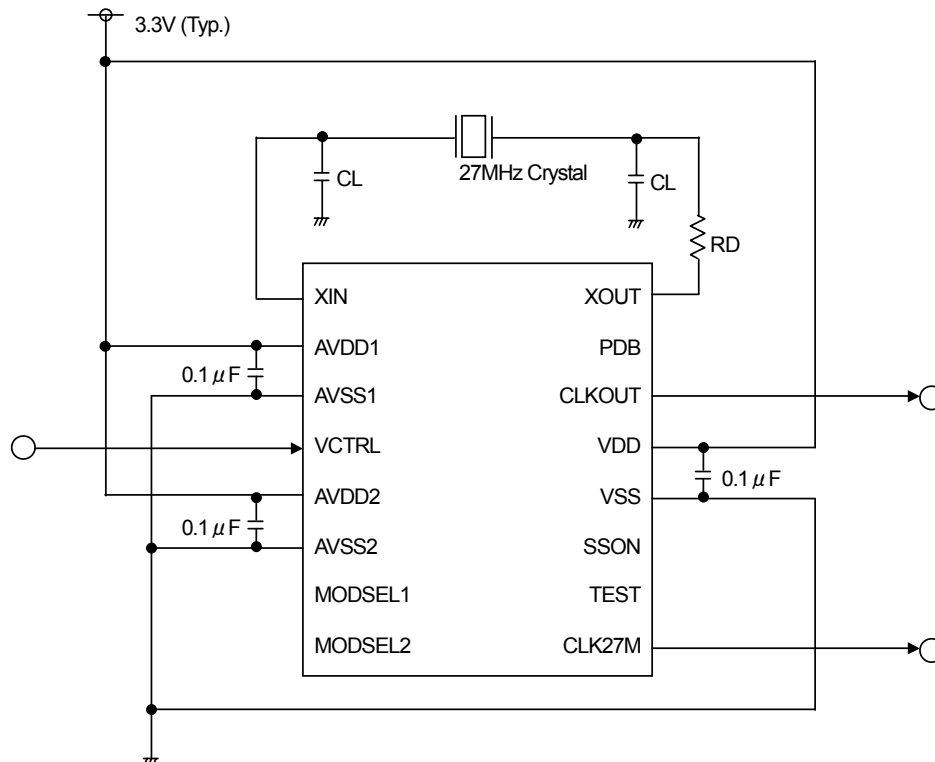 3.3V (Typ.)
27MHz Crystal
CL
CL
RD
XIN
XOUT
AVDD1
PDB
0.1μF
AVSS1
CLKOUT
VCTRL
VDD
0.1μF
AVDD2
VSS
0.1μF
AVSS2
SSON
MODSEL1
TEST
MODSEL2
CLK27M